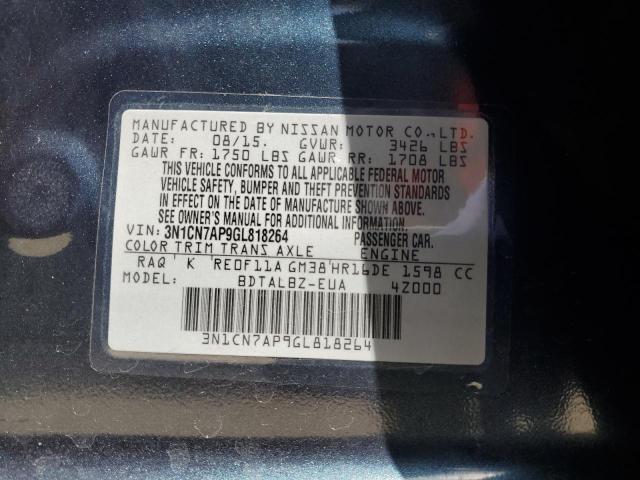 MANUFACTURED BY NISSAN MOTOR CO., LTD.
DATE: 08/15. GVWR: 3426 LBS
GAWR FR: 1750 LBS GAWR RR: 1708 LBS
THIS VEHICLE CONFORMS TO ALL APPLICABLE FEDERAL MOTOR
VEHICLE SAFETY, BUMPER AND THEFT PREVENTION STANDARDS
IN EFFECT ON THE DATE OF MANUFACTURE SHOWN ABOVE.
SEE OWNER'S MANUAL FOR ADDITIONAL INFORMATION.
VIN: 3N1CN7AP9GL818264 PASSENGER CAR.
COLOR TRIM TRANS AXLE ENGINE
RAQ' K 'RE0F11A GM38'HR16DE 1598 CC
MODEL: BDTALBZ-EUA 4Z000
3N1CN7AP9GL818264